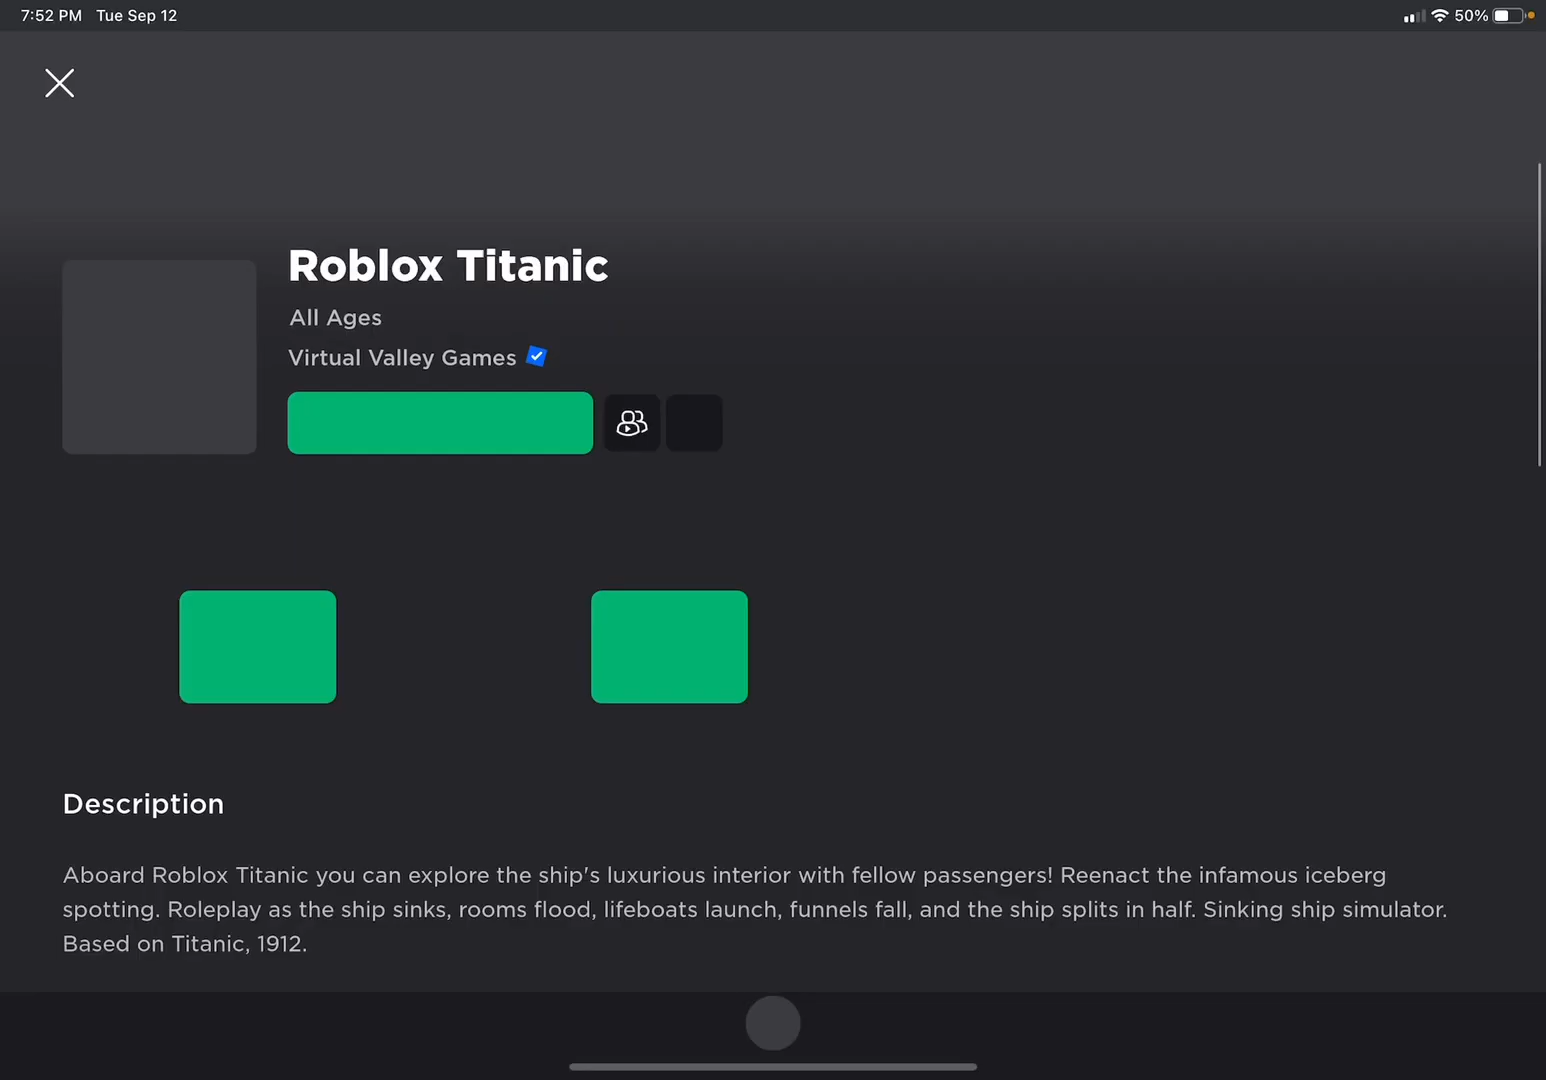 7:52 PM Tue Sep 12 50%
Roblox Titanic
All Ages
Virtual Valley Games
Description
Aboard Roblox Titanic you can explore the ship's luxurious interior with fellow passengers! Reenact the infamous iceberg
spotting. Roleplay as the ship sinks, rooms flood, lifeboats launch, funnels fall, and the ship splits in half. Sinking ship simulator.
Based on Titanic, 1912.